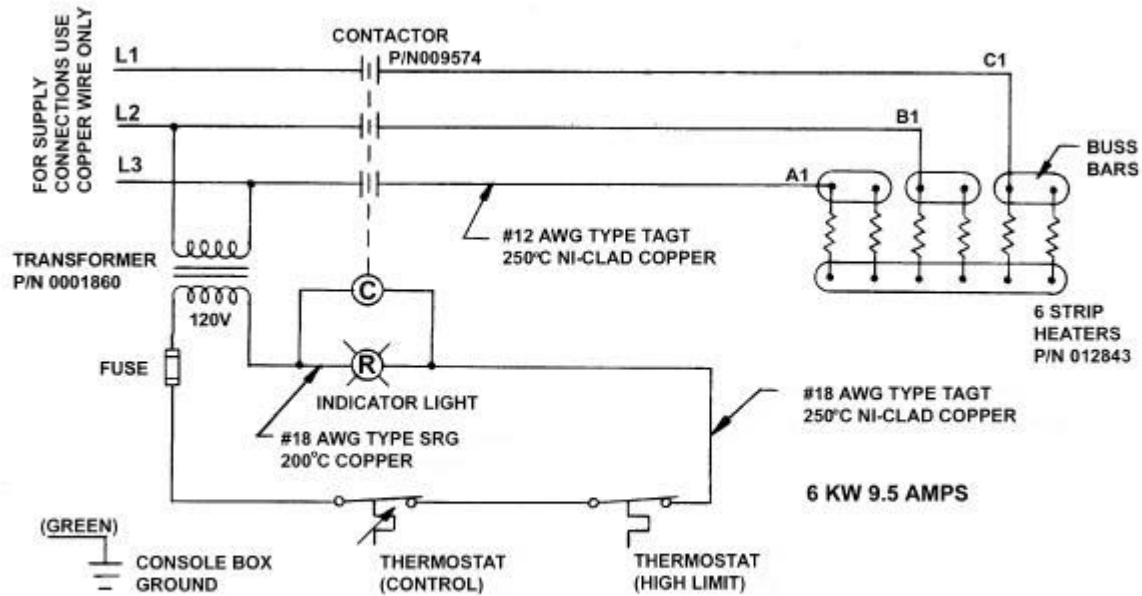 FOR SUPPLY
CONNECTIONS USE
COPPER WIRE ONLY
L1
L2
L3
CONTACTOR
P/N009574
C1
B1
A1
BUSS
BARS
#12 AWG TYPE TAGT
250°C NI-CLAD COPPER
TRANSFORMER
P/N 0001860
120V
C
R
FUSE
INDICATOR LIGHT
6 STRIP
HEATERS
P/N 012843
#18 AWG TYPE TAGT
250°C NI-CLAD COPPER
#18 AWG TYPE SRG
200°C COPPER
6 KW 9.5 AMPS
(GREEN)
CONSOLE BOX
GROUND
THERMOSTAT
(CONTROL)
THERMOSTAT
(HIGH LIMIT)